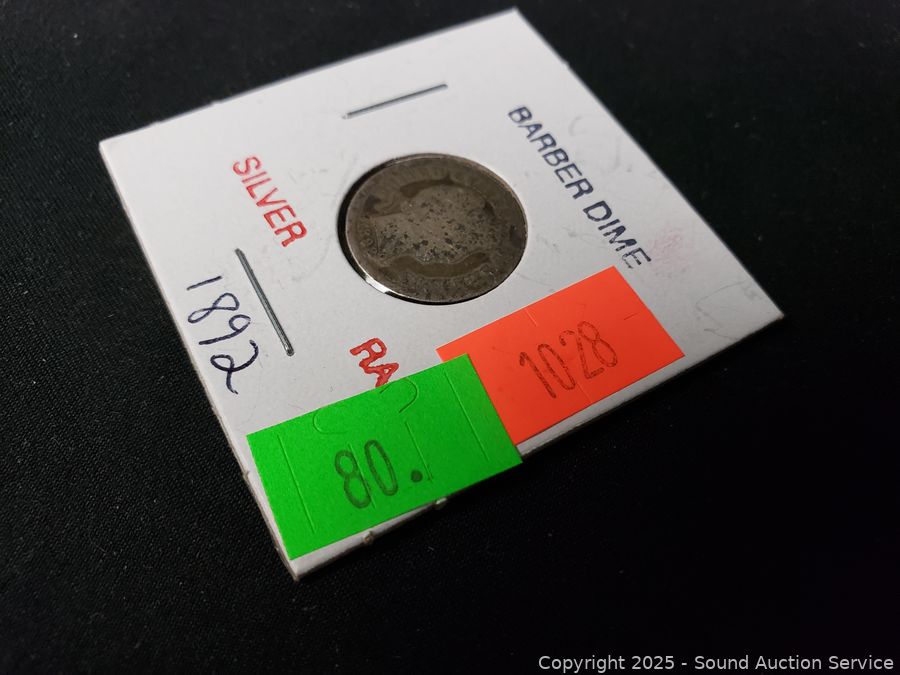 BARBER DIME
SILVER
1892
RA
1028
80.
Copyright © 2025 - Sound Auction Service